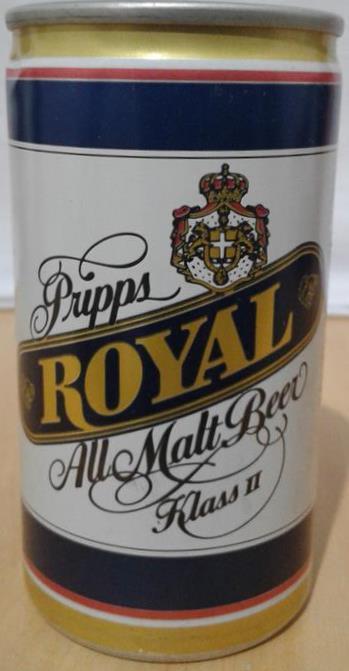 Pripps
ROYAL
All Malt Beer
Klass II